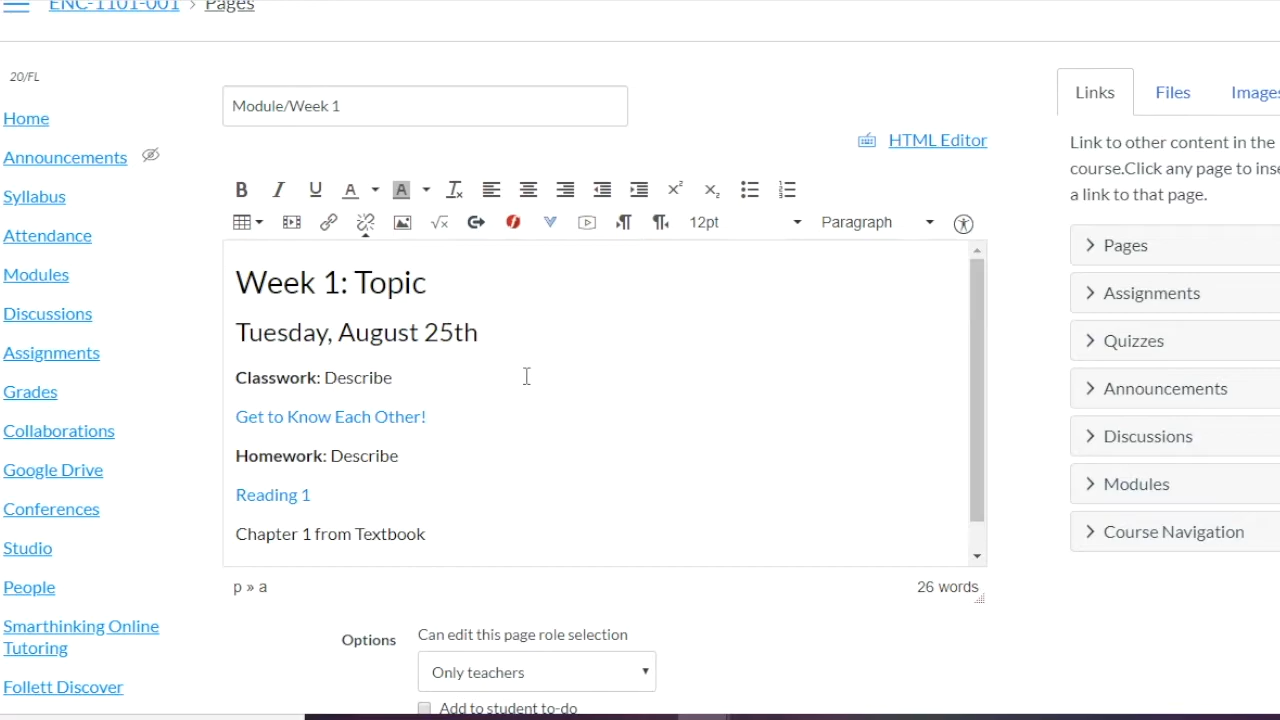 ENC-1101-001 > Pages
20/FL
Home
Announcements
Syllabus
Attendance
Modules
Discussions
Assignments
Grades
Collaborations
Google Drive
Conferences
Studio
People
Smarthinking Online
Tutoring
Follett Discover
Module/Week 1
HTML Editor
12pt
Paragraph
Week 1: Topic
Tuesday, August 25th
Classwork: Describe
Get to Know Each Other!
Homework: Describe
Reading 1
Chapter 1 from Textbook
p » a
26 words
Options
Can edit this page role selection
Only teachers
Add to student to-do
Links
Files
Images
Link to other content in the
course.Click any page to inse
a link to that page.
Pages
Assignments
Quizzes
Announcements
Discussions
Modules
Course Navigation